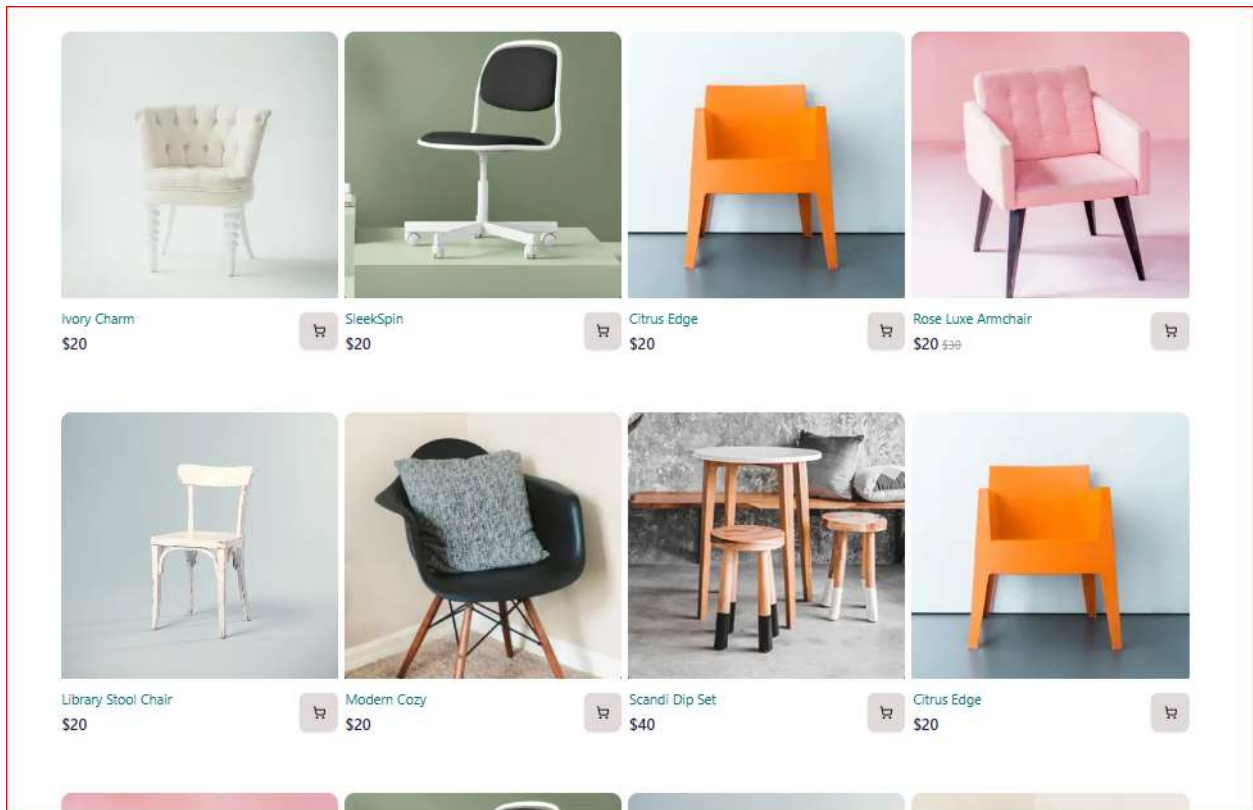 Ivory Charm
$20
SleekSpin
$20
Citrus Edge
$20
Rose Luxe Armchair
$20 $30
Library Stool Chair
$20
Modern Cozy
$20
Scandi Dip Set
$40
Citrus Edge
$20